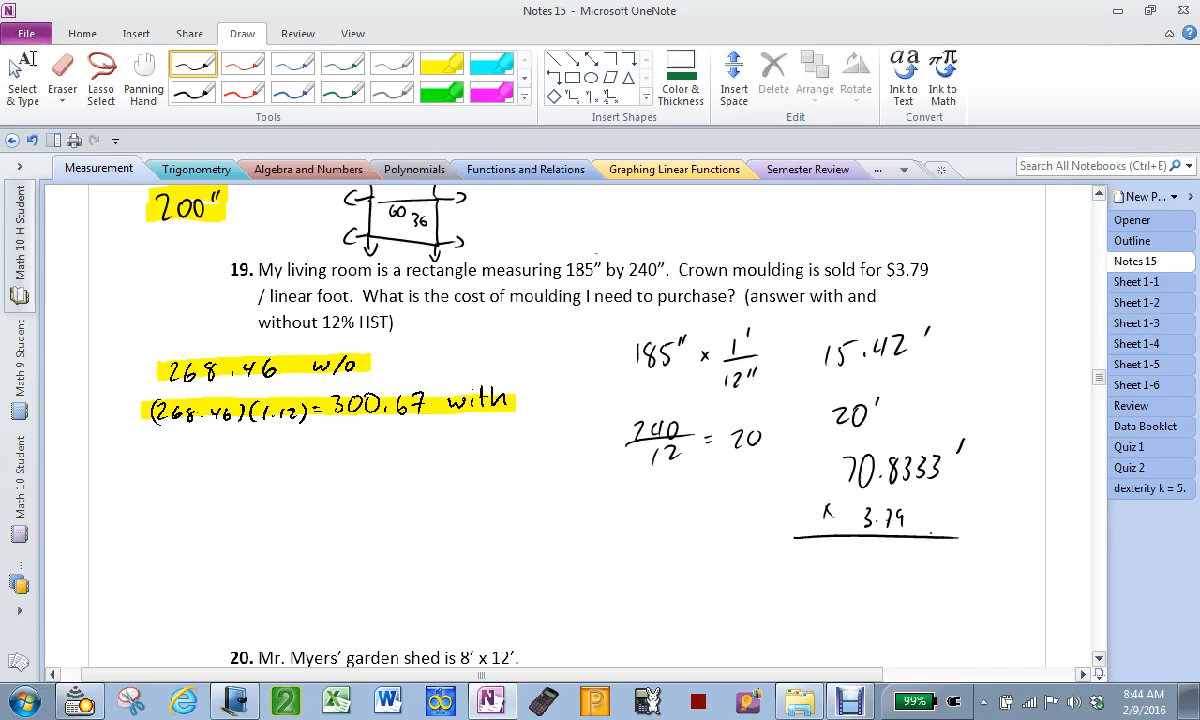 Notes 15 - Microsoft OneNote
File Home Insert Share Draw Review View
Select & Type
Eraser
Lasso Select
Panning Hand
Color & Thickness
Insert Space
Delete Arrange Rotate
Ink to Text
Ink to Math
Tools Insert Shapes Edit Convert
Measurement Trigonometry Algebra and Numbers Polynomials Functions and Relations Graphing Linear Functions Semester Review ...
Search All Notebooks (Ctrl+E)
Math 10 H Student
Math 9 Student
Math 10 Student
New P...
Opener
Outline
Notes 15
Sheet 1-1
Sheet 1-2
Sheet 1-3
Sheet 1-4
Sheet 1-5
Sheet 1-6
Review
Data Booklet
Quiz 1
Quiz 2
dexterity k = 5.
200"
60 36
19. My living room is a rectangle measuring 185" by 240". Crown moulding is sold for $3.79
/ linear foot. What is the cost of moulding I need to purchase? (answer with and
without 12% HST)
268.46 w/o
(268.46)(1.12) = 300.67 with
185" x 1'/12" 15.42'
240/12 = 20 20'
70.8333'
x 3.79
20. Mr. Myers' garden shed is 8' x 12'.
99%
8:44 AM
2/9/2016